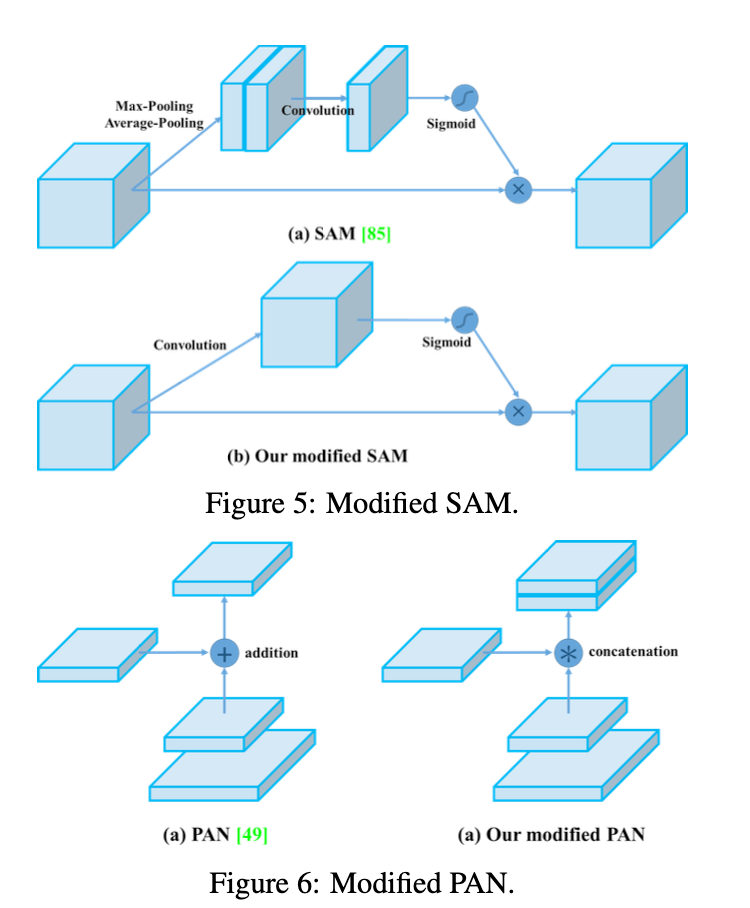 Max-Pooling
Average-Pooling
Convolution
Sigmoid
(a) SAM [85]
Convolution
Sigmoid
(b) Our modified SAM
Figure 5: Modified SAM.
addition
concatenation
(a) PAN [49]
(a) Our modified PAN
Figure 6: Modified PAN.